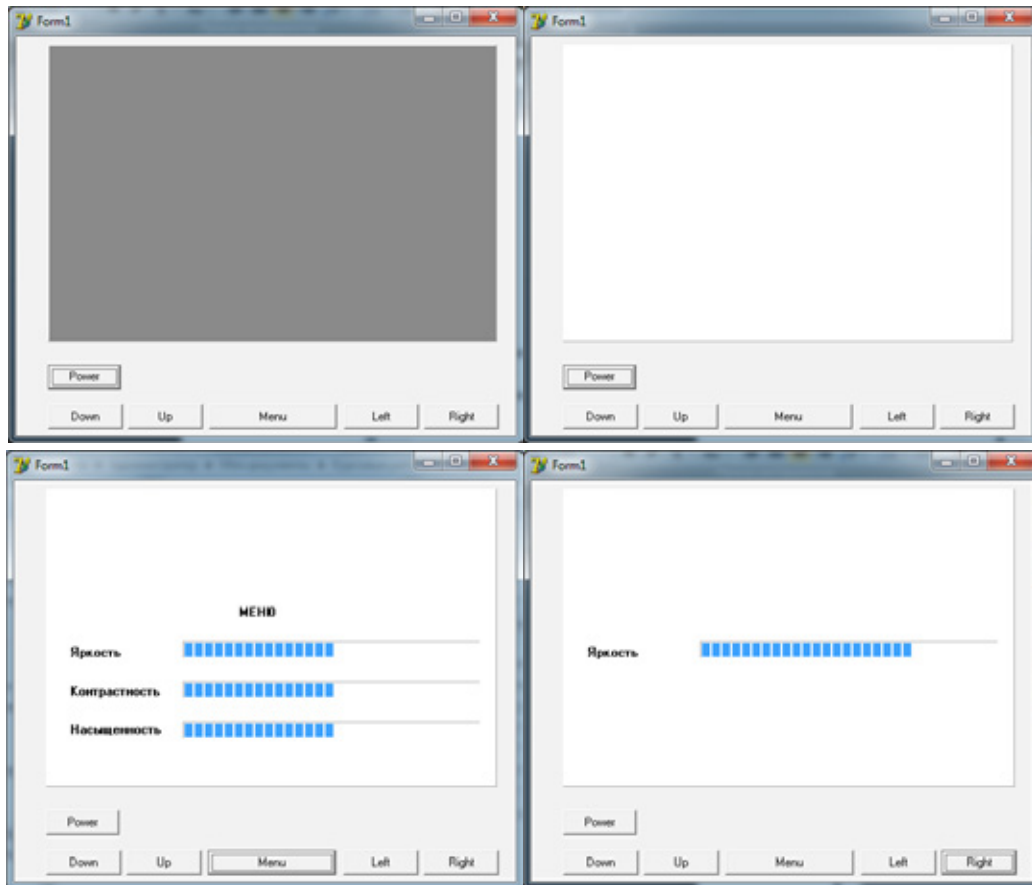 Form1
Power
Down Up Menu Left Right
Form1
Power
Down Up Menu Left Right
Form1
МЕНЮ
Яркость
Контрастность
Насыщенность
Power
Down Up Menu Left Right
Form1
Яркость
Power
Down Up Menu Left Right